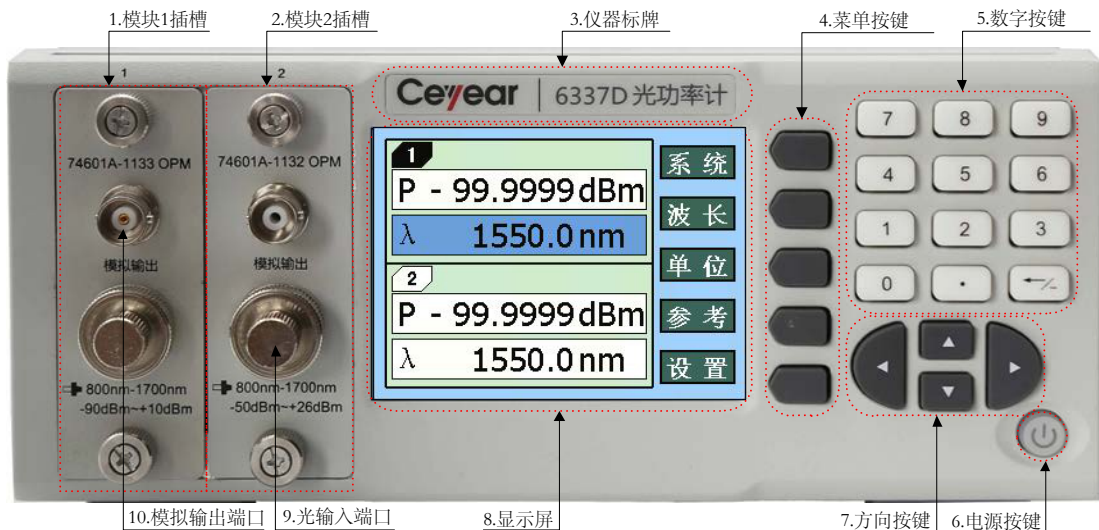 1.模块1插槽
2.模块2插槽
3.仪器标牌
4.菜单按键
5.数字按键
1
2
Ceyear | 6337D光功率计
74601A-1133 OPM
74601A-1132 OPM
模拟输出
模拟输出
800nm-1700nm
-90dBm~+10dBm
800nm-1700nm
-50dBm~+26dBm
1
P - 99.9999dBm
λ 1550.0nm
2
P - 99.9999dBm
λ 1550.0nm
系统
波长
单位
参考
设置
7 8 9
4 5 6
1 2 3
0 . ←/-
10.模拟输出端口
9.光输入端口
8.显示屏
7.方向按键
6.电源按键